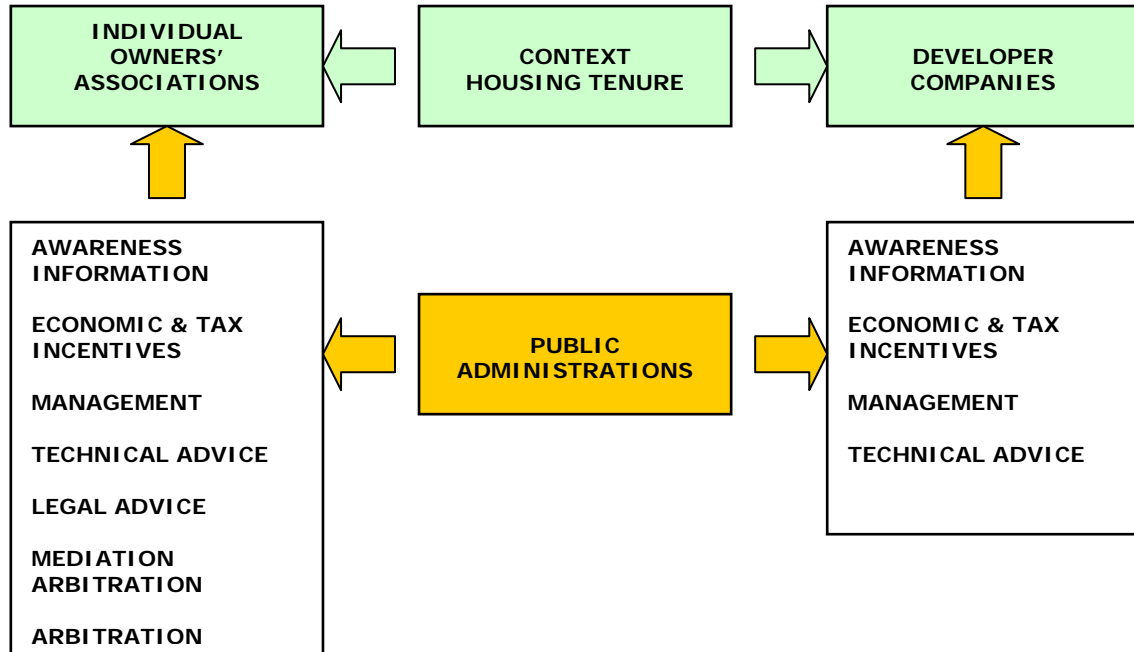 INDIVIDUAL
OWNERS’
ASSOCIATIONS
CONTEXT
HOUSING TENURE
DEVELOPER
COMPANIES
AWARENESS
INFORMATION
ECONOMIC & TAX
INCENTIVES
MANAGEMENT
TECHNICAL ADVICE
LEGAL ADVICE
MEDIATION
ARBITRATION
ARBITRATION
PUBLIC
ADMINISTRATIONS
AWARENESS
INFORMATION
ECONOMIC & TAX
INCENTIVES
MANAGEMENT
TECHNICAL ADVICE